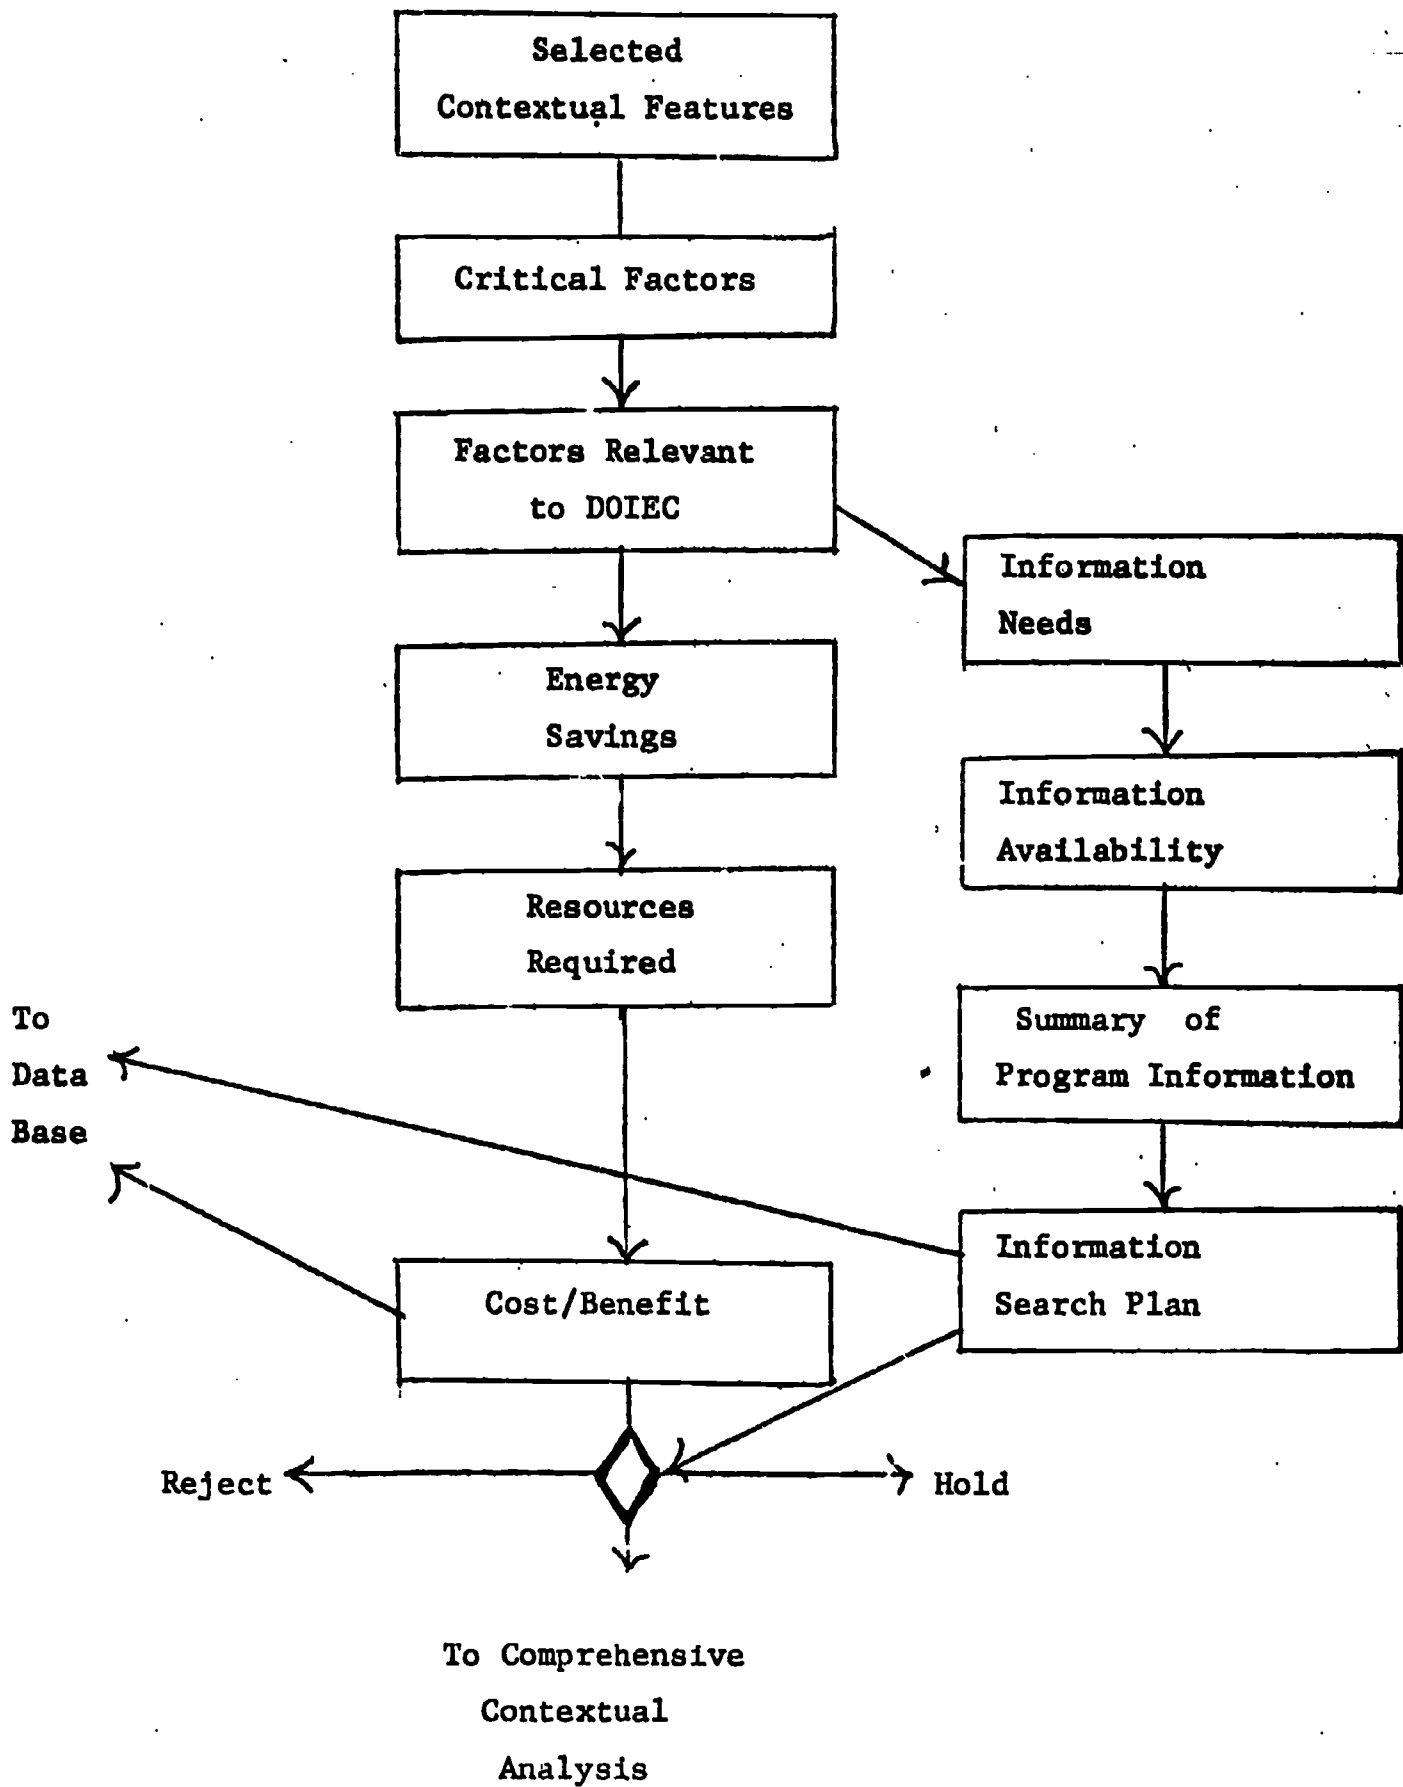 Selected
Contextual Features
Critical Factors
Factors Relevant
to DOIEC
Information
Needs
Energy
Savings
Information
Availability
Resources
Required
Summary of
Program Information
To
Data
Base
Information
Search Plan
Cost/Benefit
Reject
Hold
To Comprehensive
Contextual
Analysis